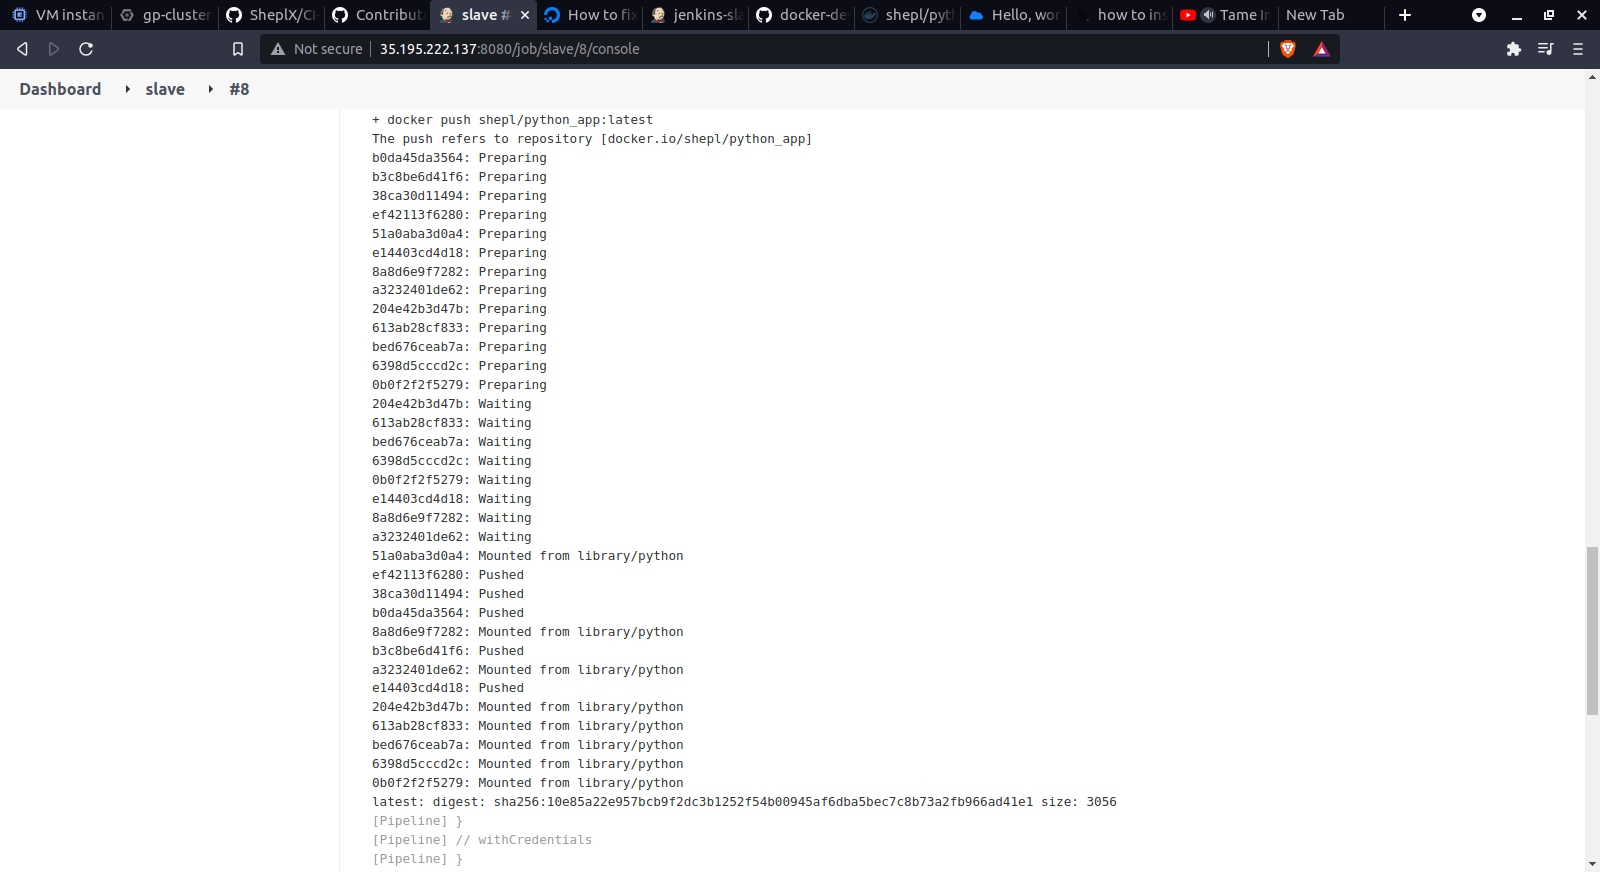 VM instan
gp-cluster
SheplX/CI-
Contribut
slave #
How to fix
jenkins-sla
docker-de
shepl/pyt
Hello, wor
how to ins
Tame In
New Tab
Not secure
35.195.222.137:8080/job/slave/8/console
Dashboard
slave
#8
+ docker push shepl/python_app:latest
The push refers to repository [docker.io/shepl/python_app]
b0da45da3564: Preparing
b3c8be6d41f6: Preparing
38ca30d11494: Preparing
ef42113f6280: Preparing
51a0aba3d0a4: Preparing
e14403cd4d18: Preparing
8a8d6e9f7282: Preparing
a3232401de62: Preparing
204e42b3d47b: Preparing
613ab28cf833: Preparing
bed676ceab7a: Preparing
6398d5cccd2c: Preparing
0b0f2f2f5279: Preparing
204e42b3d47b: Waiting
613ab28cf833: Waiting
bed676ceab7a: Waiting
6398d5cccd2c: Waiting
0b0f2f2f5279: Waiting
e14403cd4d18: Waiting
8a8d6e9f7282: Waiting
a3232401de62: Waiting
51a0aba3d0a4: Mounted from library/python
ef42113f6280: Pushed
38ca30d11494: Pushed
b0da45da3564: Pushed
8a8d6e9f7282: Mounted from library/python
b3c8be6d41f6: Pushed
a3232401de62: Mounted from library/python
e14403cd4d18: Pushed
204e42b3d47b: Mounted from library/python
613ab28cf833: Mounted from library/python
bed676ceab7a: Mounted from library/python
6398d5cccd2c: Mounted from library/python
0b0f2f2f5279: Mounted from library/python
latest: digest: sha256:10e85a22e957bcb9f2dc3b1252f54b00945af6dba5bec7c8b73a2fb966ad41e1 size: 3056
[Pipeline] }
[Pipeline] // withCredentials
[Pipeline] }